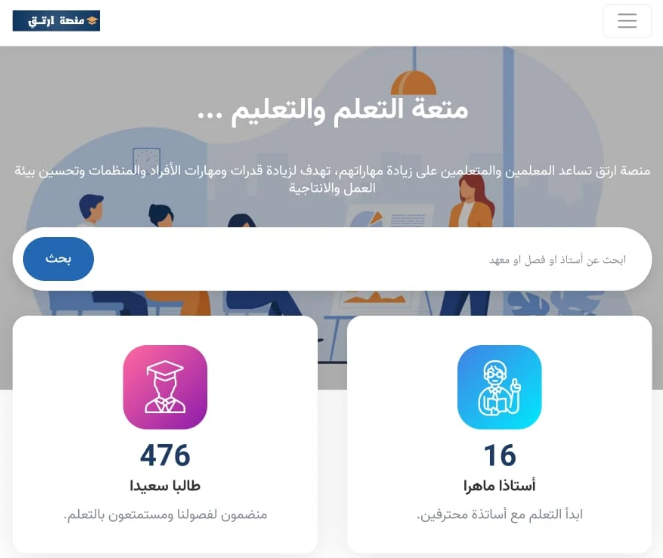 منصة ارتــق
متعة التعلم والتعليم ...
منصة ارتق تساعد المعلمين والمتعلمين على زيادة مهاراتهم، تهدف لزيادة قدرات ومهارات الأفراد والمنظمات وتحسين بيئة
العمل والانتاجية
ابحث عن أستاذ او فصل او معهد
بحث
16
أستاذا ماهرا
ابدأ التعلم مع أساتذة محترفين.
476
طالبا سعيدا
منضمون لفصولنا ومستمتعون بالتعلم.